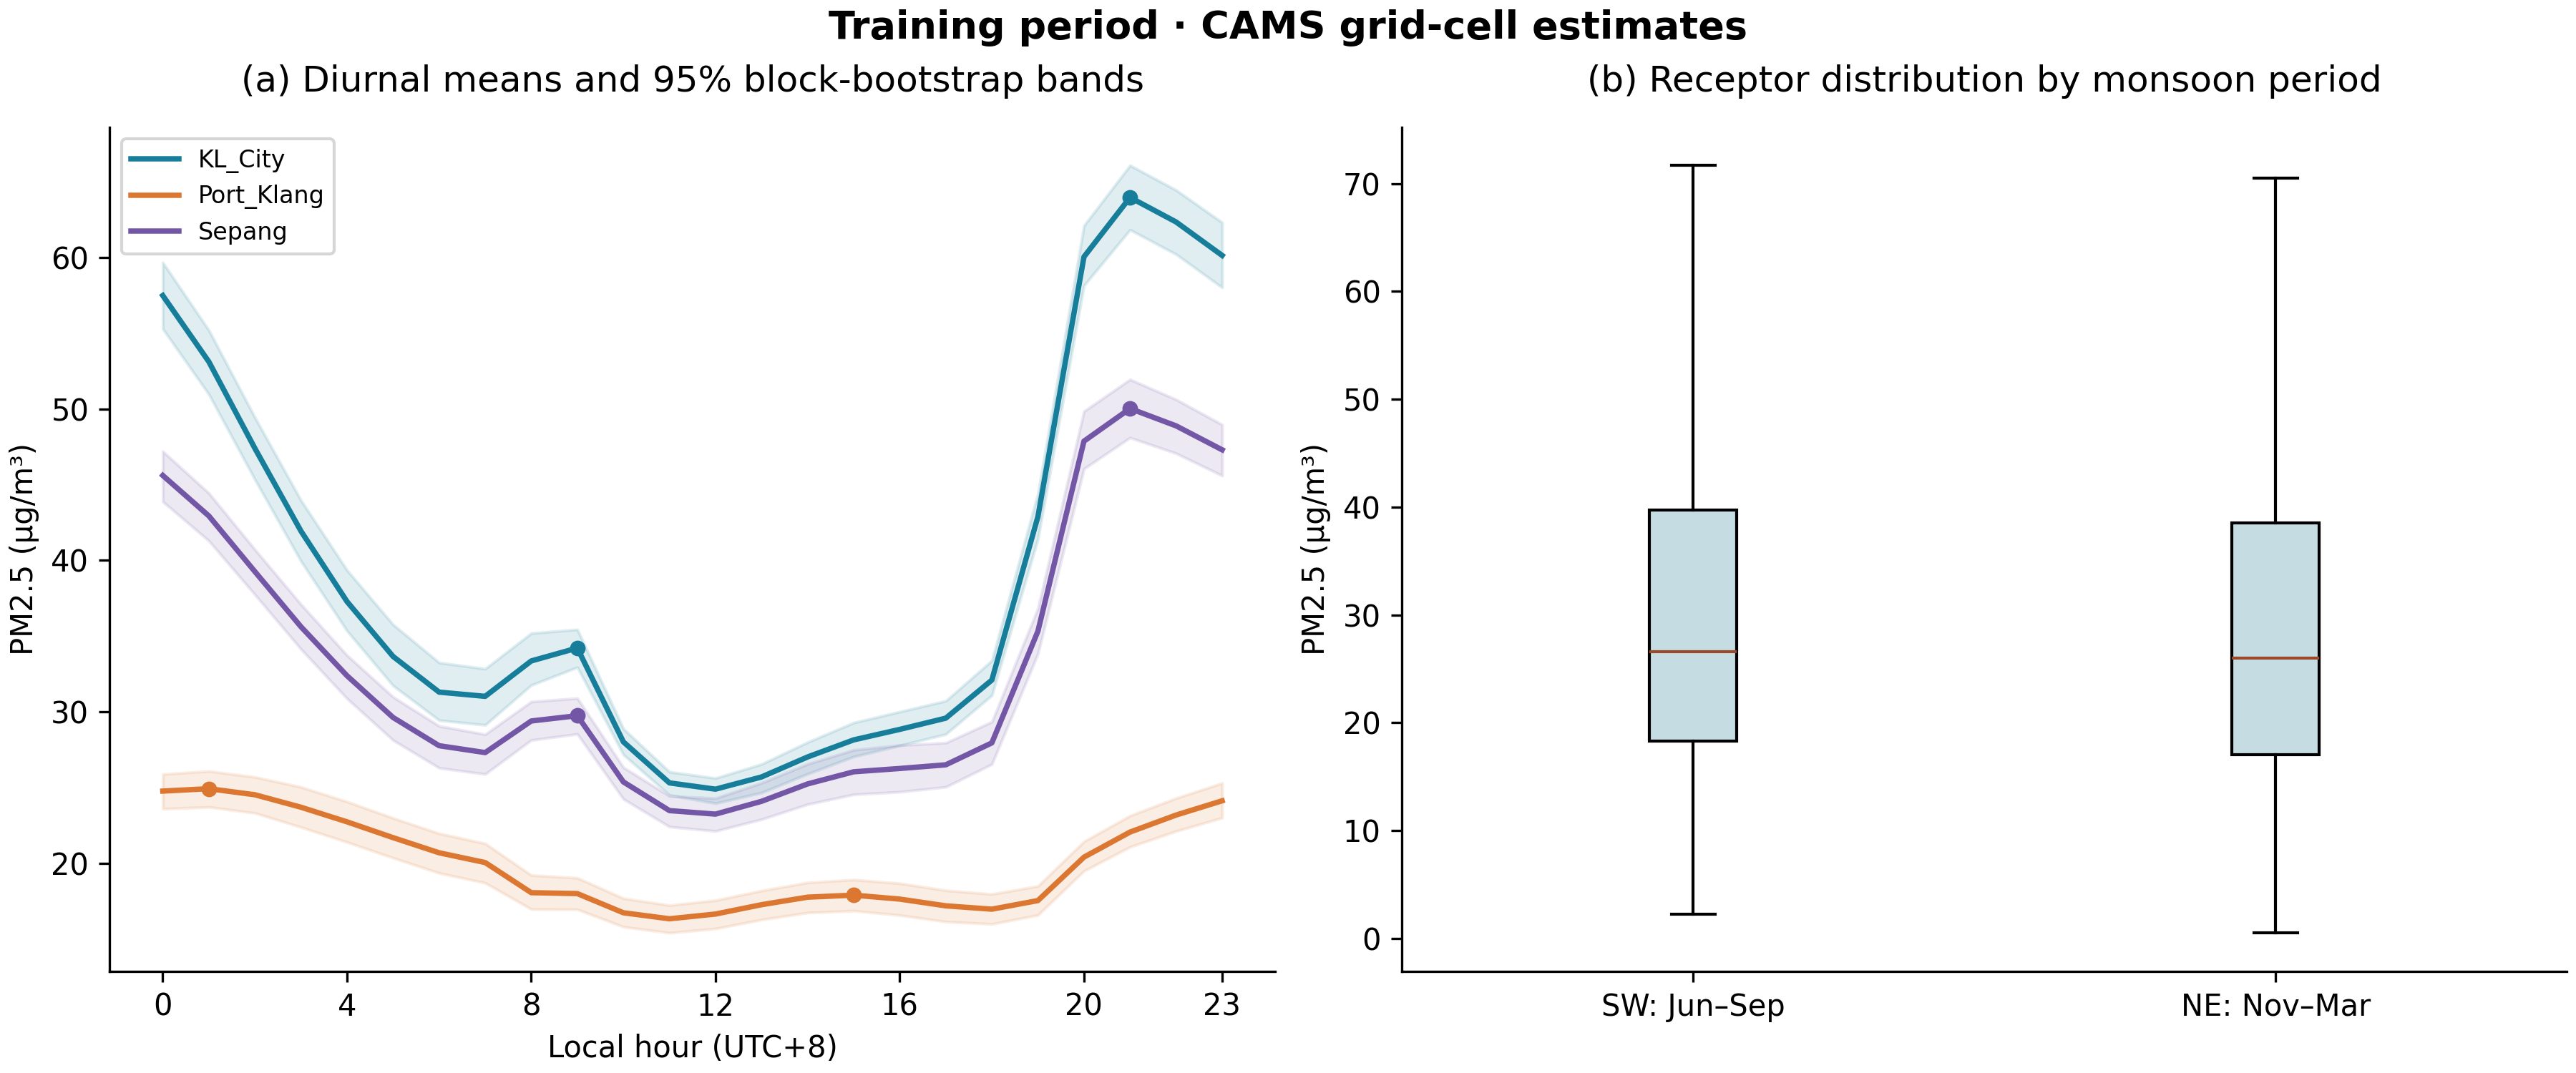 Training period · CAMS grid-cell estimates
(a) Diurnal means and 95% block-bootstrap bands
KL_City
Port_Klang
Sepang
PM2.5 (µg/m³)
60
50
40
30
20
0 4 8 12 16 20 23
Local hour (UTC+8)
(b) Receptor distribution by monsoon period
PM2.5 (µg/m³)
70
60
50
40
30
20
10
0
SW: Jun–Sep NE: Nov–Mar